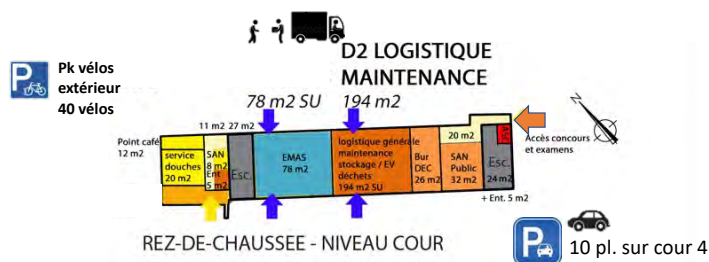 D2 LOGISTIQUE
MAINTENANCE
P
Pk vélos
extérieur
40 vélos
78 m2 SU
194 m2
N
Accès concours
et examens
11 m2
27 m2
Point café
12 m2
service
douches
20 m2
SAN
8 m2
Ent
5 m2
Esc.
EMAS
78 m2
logistique générale
maintenance
stockage / EV
déchets
194 m2 SU
Bur
DEC
26 m2
20 m2
SAN
Public
32 m2
ASC
Esc.
24 m2
+ Ent. 5 m2
REZ-DE-CHAUSSEE - NIVEAU COUR
P
10 pl. sur cour 4